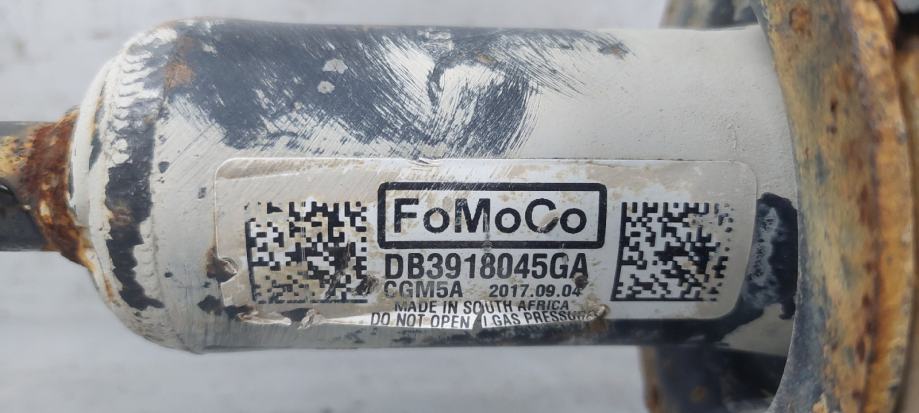 FoMoCo
DB3918045GA
CGM5A 2017.09.04
MADE IN SOUTH AFRICA
DO NOT OPEN GAS PRESSURE